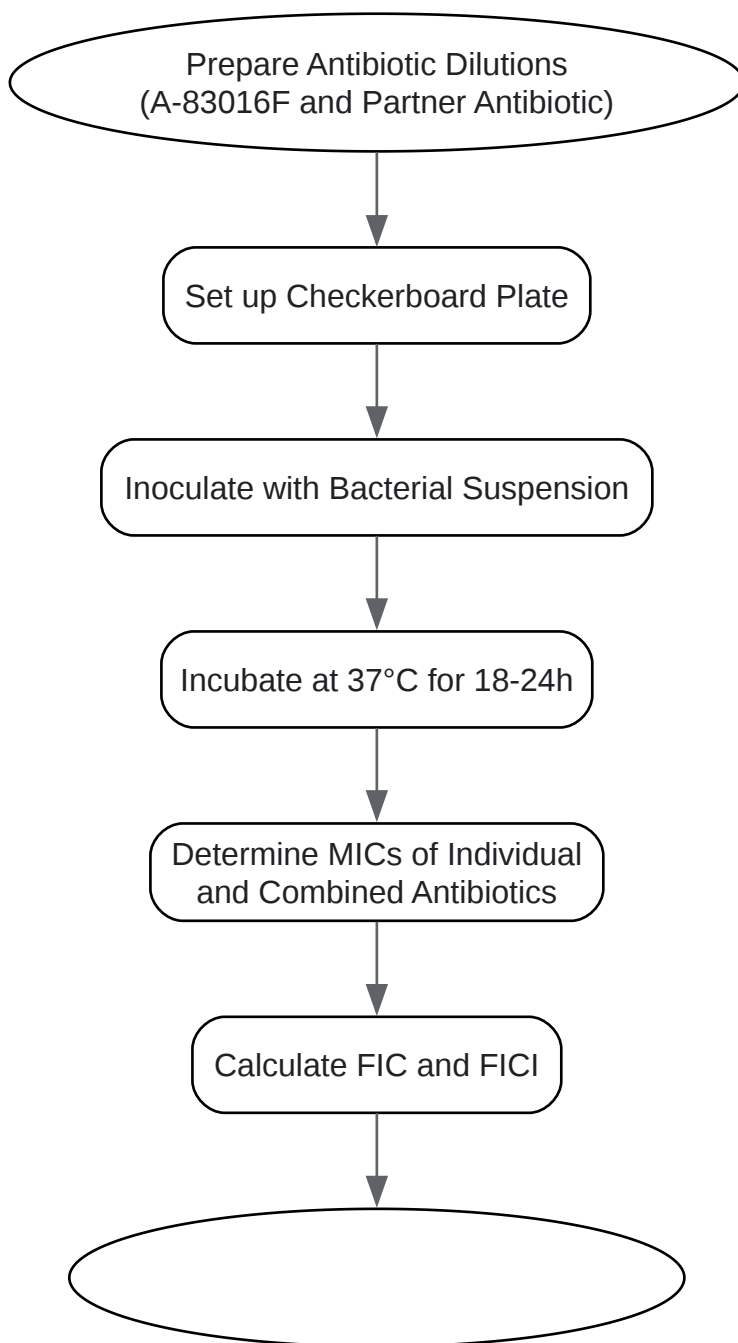 Prepare Antibiotic Dilutions
(A-83016F and Partner Antibiotic)
Set up Checkerboard Plate
Inoculate with Bacterial Suspension
Incubate at 37°C for 18-24h
Determine MICs of Individual
and Combined Antibiotics
Calculate FIC and FICI